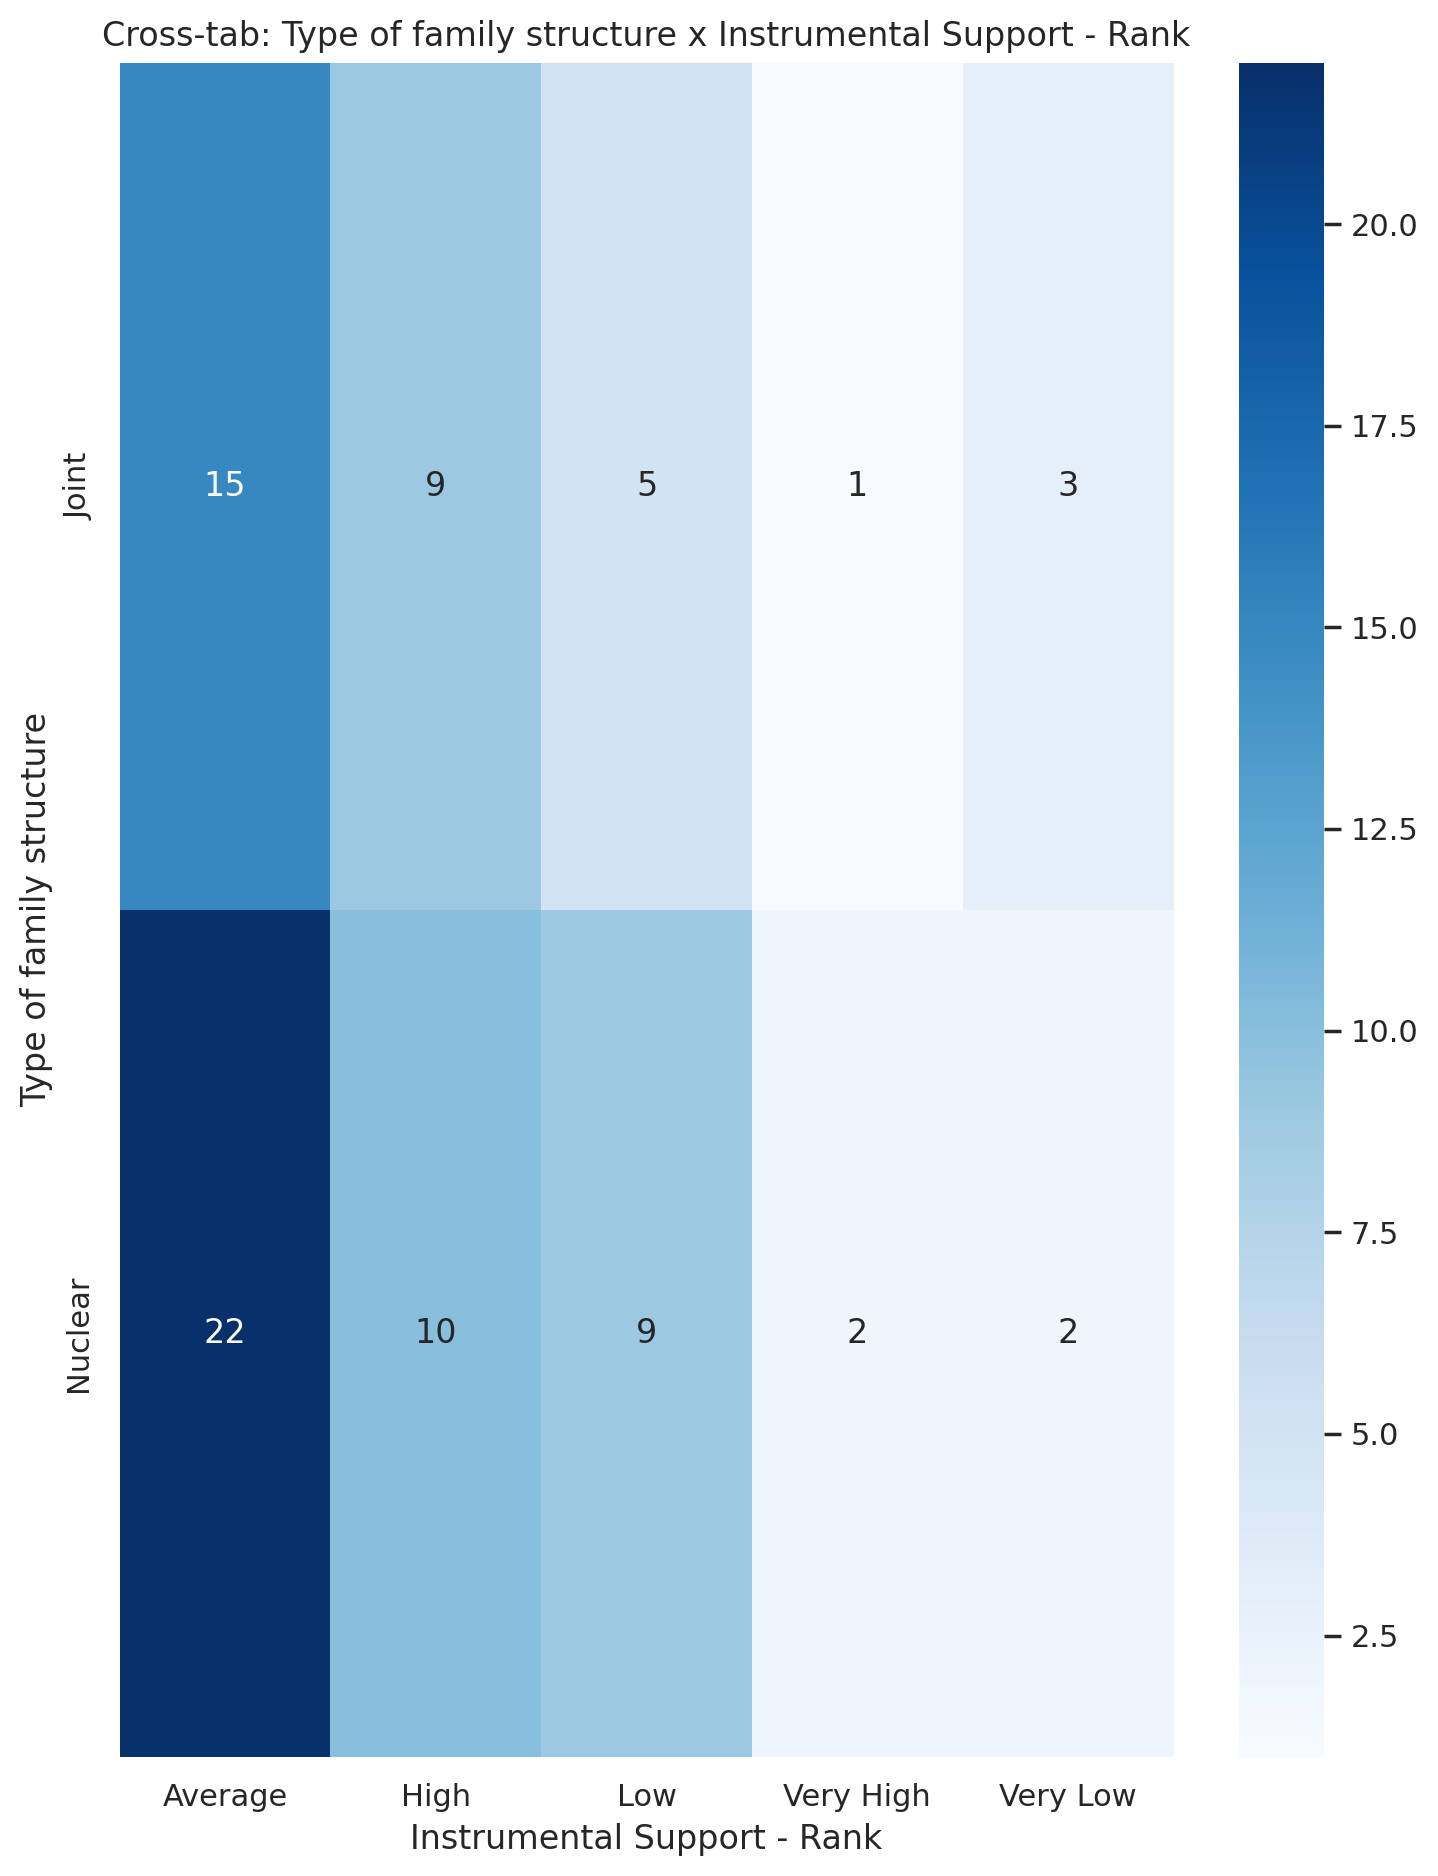 Cross-tab: Type of family structure x Instrumental Support - Rank
Type of family structure
Joint
15 9 5 1 3
Nuclear
22 10 9 2 2
Average High Low Very High Very Low
Instrumental Support - Rank
20.0
17.5
15.0
12.5
10.0
7.5
5.0
2.5